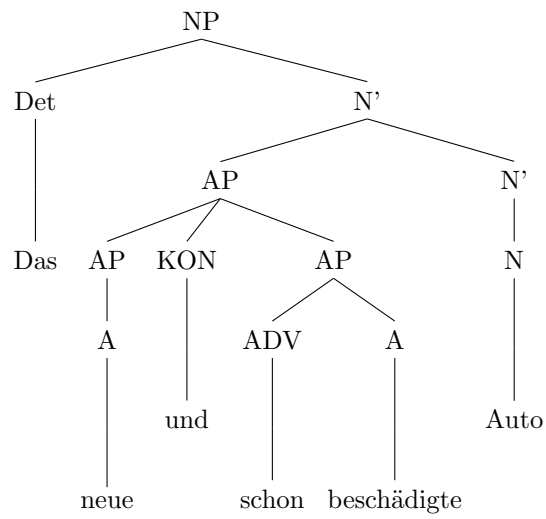 NP
Det N'
AP N'
Das AP KON AP N
A ADV A
und Auto
neue schon beschädigte